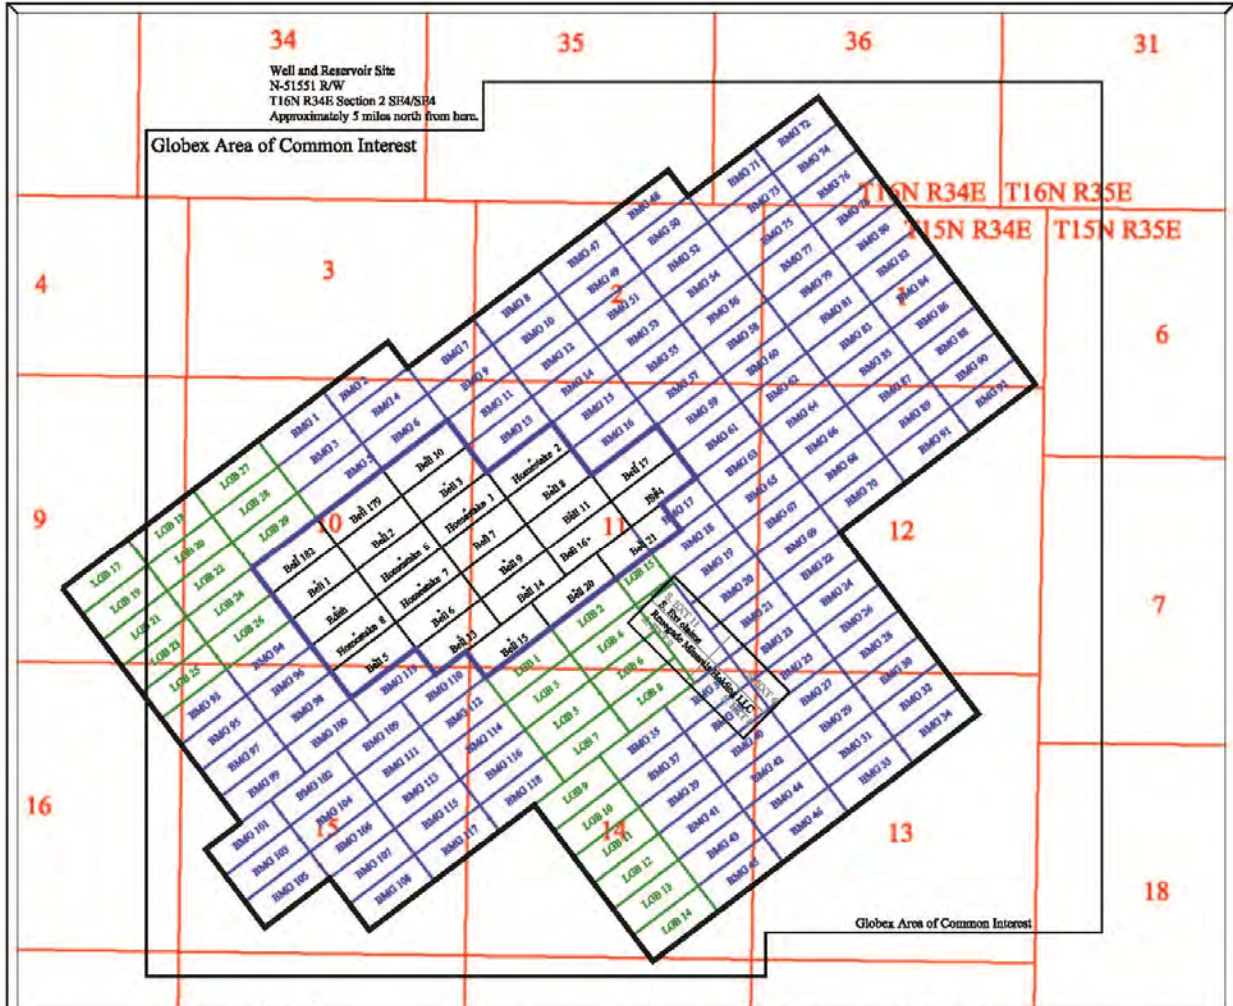 34
35
36
31
Well and Reservoir Site
N-51551 R/W
T16N R34E Section 2 SE4/SE4
Approximately 5 miles north from here.
Globex Area of Common Interest
T16N R34E
T16N R35E
T15N R34E
T15N R35E
4
3
2
1
6
9
10
11
12
7
16
15
14
13
18
BMG 72
BMG 71
BMG 74
BMG 73
BMG 76
BMG 75
BMG 77
BMG 80
BMG 79
BMG 82
BMG 81
BMG 84
BMG 83
BMG 86
BMG 85
BMG 88
BMG 87
BMG 90
BMG 89
BMG 92
BMG 91
BMG 48
BMG 47
BMG 50
BMG 49
BMG 52
BMG 51
BMG 54
BMG 53
BMG 56
BMG 55
BMG 58
BMG 57
BMG 60
BMG 59
BMG 62
BMG 61
BMG 64
BMG 63
BMG 66
BMG 65
BMG 68
BMG 67
BMG 70
BMG 69
BMG 8
BMG 7
BMG 10
BMG 9
BMG 12
BMG 11
BMG 14
BMG 13
BMG 15
BMG 16
BMG 17
BMG 18
BMG 19
BMG 20
BMG 21
BMG 22
BMG 23
BMG 24
BMG 25
BMG 26
BMG 27
BMG 28
BMG 29
BMG 30
BMG 31
BMG 32
BMG 33
BMG 34
BMG 2
BMG 1
BMG 4
BMG 3
BMG 6
BMG 5
LGB 27
LGB 28
LGB 29
LGB 18
LGB 17
LGB 20
LGB 19
LGB 22
LGB 21
LGB 24
LGB 23
LGB 26
LGB 25
Bell 10
Bell 179
Bell 182
Bell 3
Bell 2
Bell 1
Homestake 2
Homestake 1
Homestake 6
Edith
Bell 8
Bell 7
Homestake 7
Homestake 8
Bell 17
Bell 11
Bell 9
Bell 6
Bell 5
JS#4
Bell 16
Bell 14
Bell 13
Bell 21
Bell 20
Bell 15
LGB 15
LGB 2
LGB 1
LGB 4
LGB 3
LGB 6
LGB 5
LGB 8
LGB 7
LGB 9
LGB 10
LGB 11
LGB 12
LGB 13
LGB 14
S. EXT 11
S. Ext claims
Renegade Minerals Holding LLC
BMG 35
BMG 37
BMG 39
BMG 40
BMG 41
BMG 42
BMG 43
BMG 44
BMG 45
BMG 46
BMG 94
BMG 93
BMG 96
BMG 95
BMG 98
BMG 97
BMG 100
BMG 99
BMG 102
BMG 101
BMG 104
BMG 103
BMG 106
BMG 105
BMG 107
BMG 108
BMG 109
BMG 110
BMG 111
BMG 112
BMG 113
BMG 114
BMG 115
BMG 116
BMG 117
BMG 118
Globex Area of Common Interest